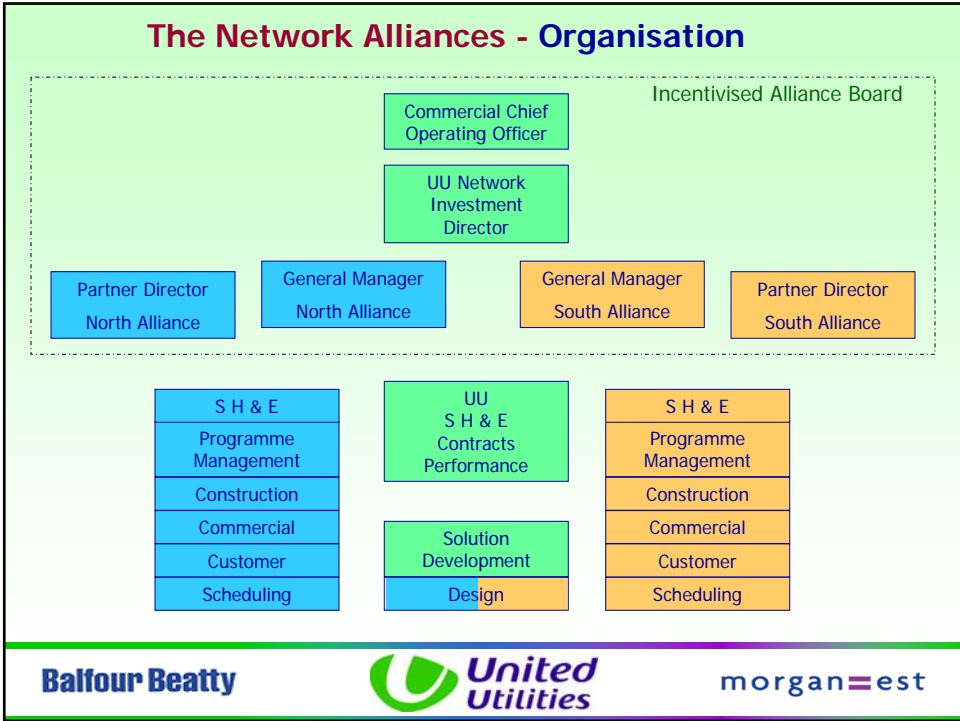 The Network Alliances - Organisation
Incentivised Alliance Board
Commercial Chief
Operating Officer
UU Network
Investment
Director
Partner Director
North Alliance
General Manager
North Alliance
General Manager
South Alliance
Partner Director
South Alliance
S H & E
Programme
Management
Construction
Commercial
Customer
Scheduling
UU
S H & E
Contracts
Performance
Solution
Development
Design
S H & E
Programme
Management
Construction
Commercial
Customer
Scheduling
Balfour Beatty
United
Utilities
morgan=est